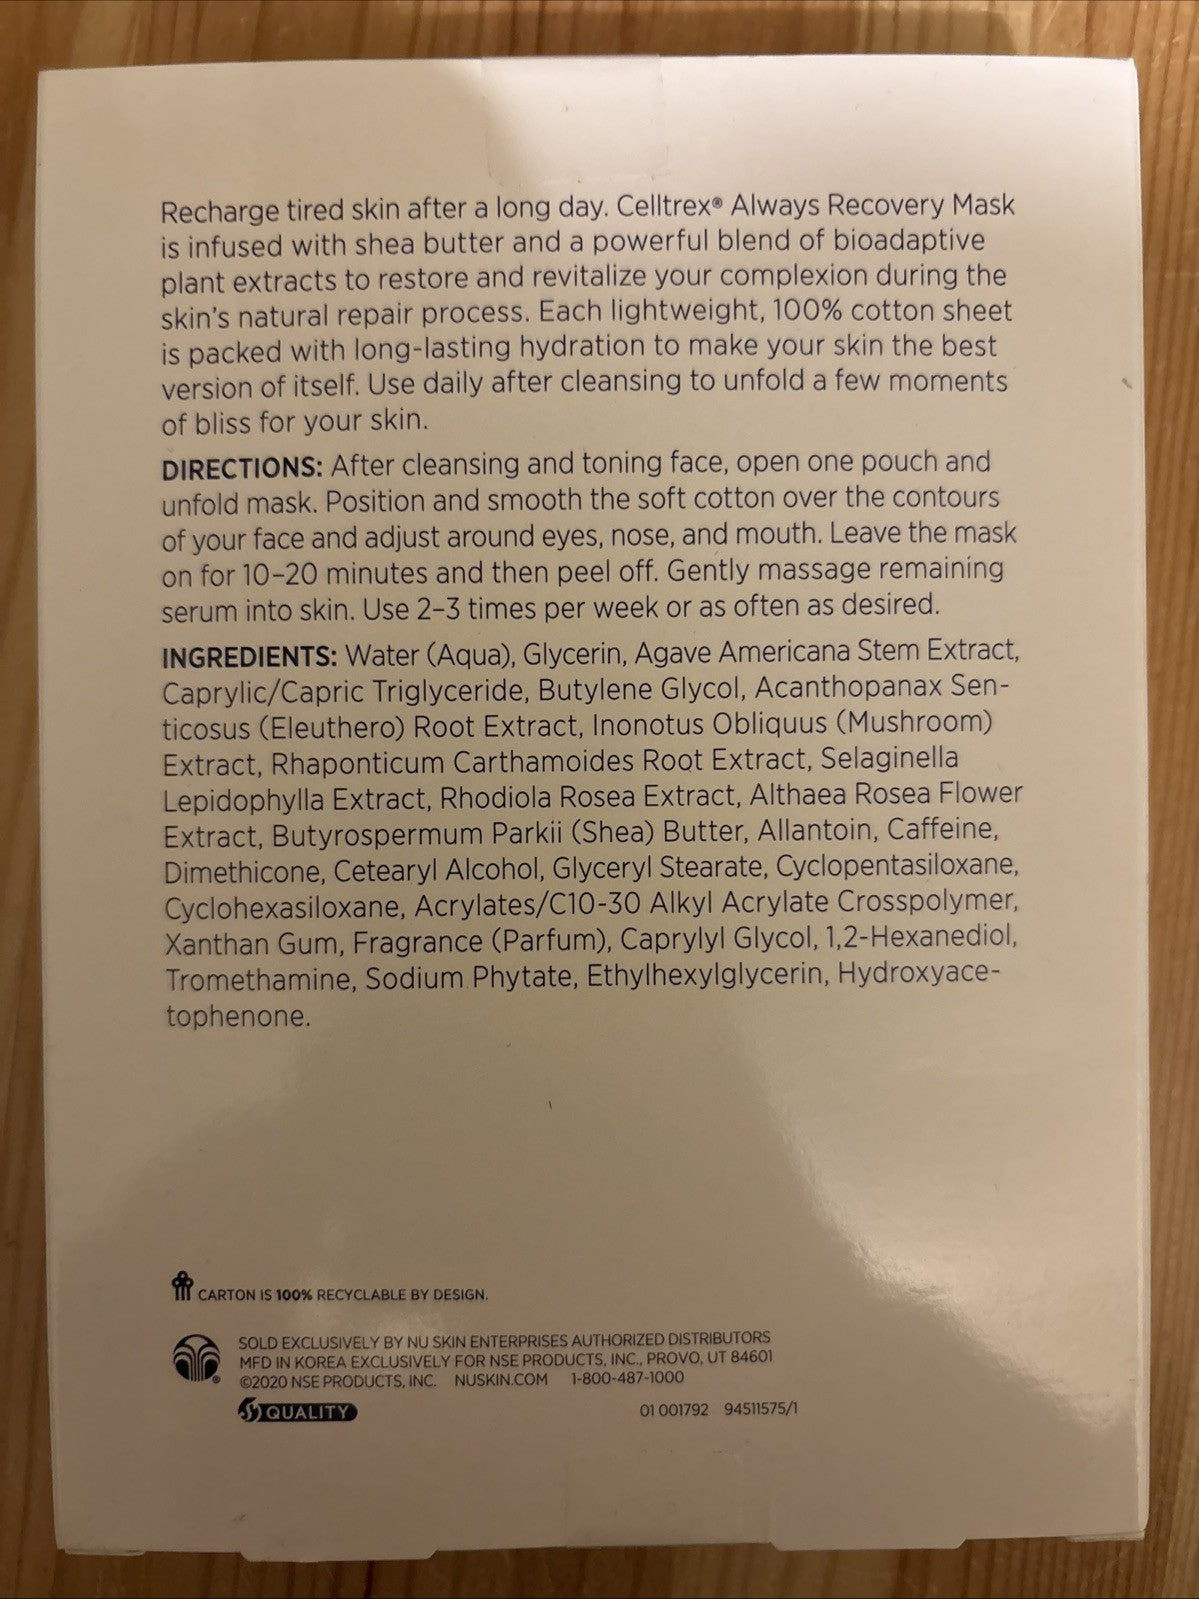 Recharge tired skin after a long day. Celltrex® Always Recovery Mask
is infused with shea butter and a powerful blend of bioadaptive
plant extracts to restore and revitalize your complexion during the
skin's natural repair process. Each lightweight, 100% cotton sheet
is packed with long-lasting hydration to make your skin the best
version of itself. Use daily after cleansing to unfold a few moments
of bliss for your skin.
DIRECTIONS: After cleansing and toning face, open one pouch and
unfold mask. Position and smooth the soft cotton over the contours
of your face and adjust around eyes, nose, and mouth. Leave the mask
on for 10–20 minutes and then peel off. Gently massage remaining
serum into skin. Use 2–3 times per week or as often as desired.
INGREDIENTS: Water (Aqua), Glycerin, Agave Americana Stem Extract,
Caprylic/Capric Triglyceride, Butylene Glycol, Acanthopanax Sen-
ticosus (Eleuthero) Root Extract, Inonotus Obliquus (Mushroom)
Extract, Rhaponticum Carthamoides Root Extract, Selaginella
Lepidophylla Extract, Rhodiola Rosea Extract, Althaea Rosea Flower
Extract, Butyrospermum Parkii (Shea) Butter, Allantoin, Caffeine,
Dimethicone, Cetearyl Alcohol, Glyceryl Stearate, Cyclopentasiloxane,
Cyclohexasiloxane, Acrylates/C10-30 Alkyl Acrylate Crosspolymer,
Xanthan Gum, Fragrance (Parfum), Caprylyl Glycol, 1,2-Hexanediol,
Tromethamine, Sodium Phytate, Ethylhexylglycerin, Hydroxyace-
tophenone.
CARTON IS 100% RECYCLABLE BY DESIGN.
SOLD EXCLUSIVELY BY NU SKIN ENTERPRISES AUTHORIZED DISTRIBUTORS
MFD IN KOREA EXCLUSIVELY FOR NSE PRODUCTS, INC., PROVO, UT 84601
©2020 NSE PRODUCTS, INC. NUSKIN.COM 1-800-487-1000
QUALITY 01 001792 94511575/1